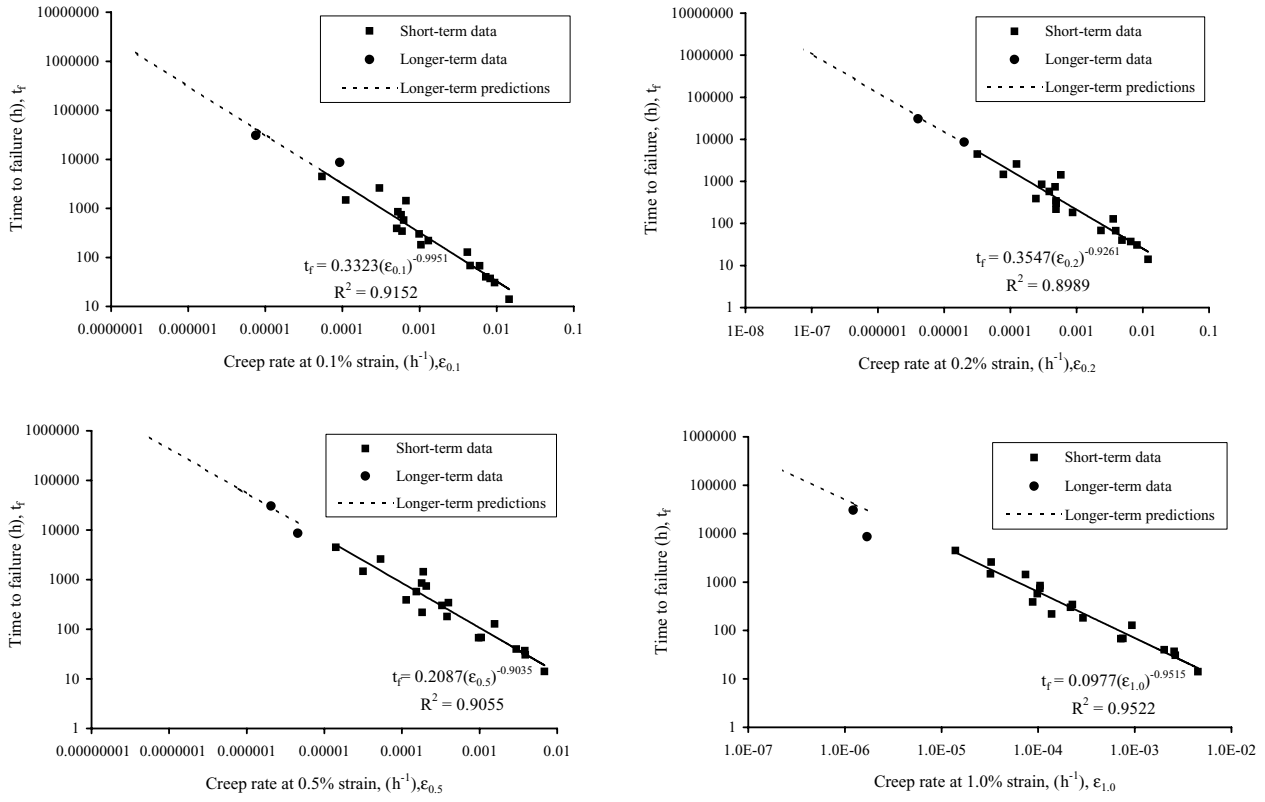 10000000
1000000
100000
10000
1000
100
10
0.0000001
0.000001
0.00001
0.0001
0.001
0.01
0.1
Time to failure (h), t_f
Creep rate at 0.1% strain, (h⁻¹),ε₀.₁
Short-term data
Longer-term data
Longer-term predictions
t_f = 0.3323(ε₀.₁)^-0.9951
R² = 0.9152
10000000
1000000
100000
10000
1000
100
10
1
1E-08
1E-07
0.000001
0.00001
0.0001
0.001
0.01
0.1
Time to failure, (h), t_f
Creep rate at 0.2% strain, (h⁻¹),ε₀.₂
Short-term data
Longer-term data
Longer-term predictions
t_f = 0.3547(ε₀.₂)^-0.9261
R² = 0.8989
1000000
100000
10000
1000
100
10
1
0.00000001
0.0000001
0.000001
0.00001
0.0001
0.001
0.01
Time to failure (h), t_f
Creep rate at 0.5% strain, (h⁻¹),ε₀.₅
Short-term data
Longer-term data
Longer-term predictions
t_f = 0.2087(ε₀.₅)^-0.9035
R² = 0.9055
1000000
100000
10000
1000
100
10
1
1.0E-07
1.0E-06
1.0E-05
1.0E-04
1.0E-03
1.0E-02
Time to failure (h), t_f
Creep rate at 1.0% strain, (h⁻¹), ε₁.₀
Short-term data
Longer-term data
Longer-term predictions
t_f = 0.0977(ε₁.₀)^-0.9515
R² = 0.9522